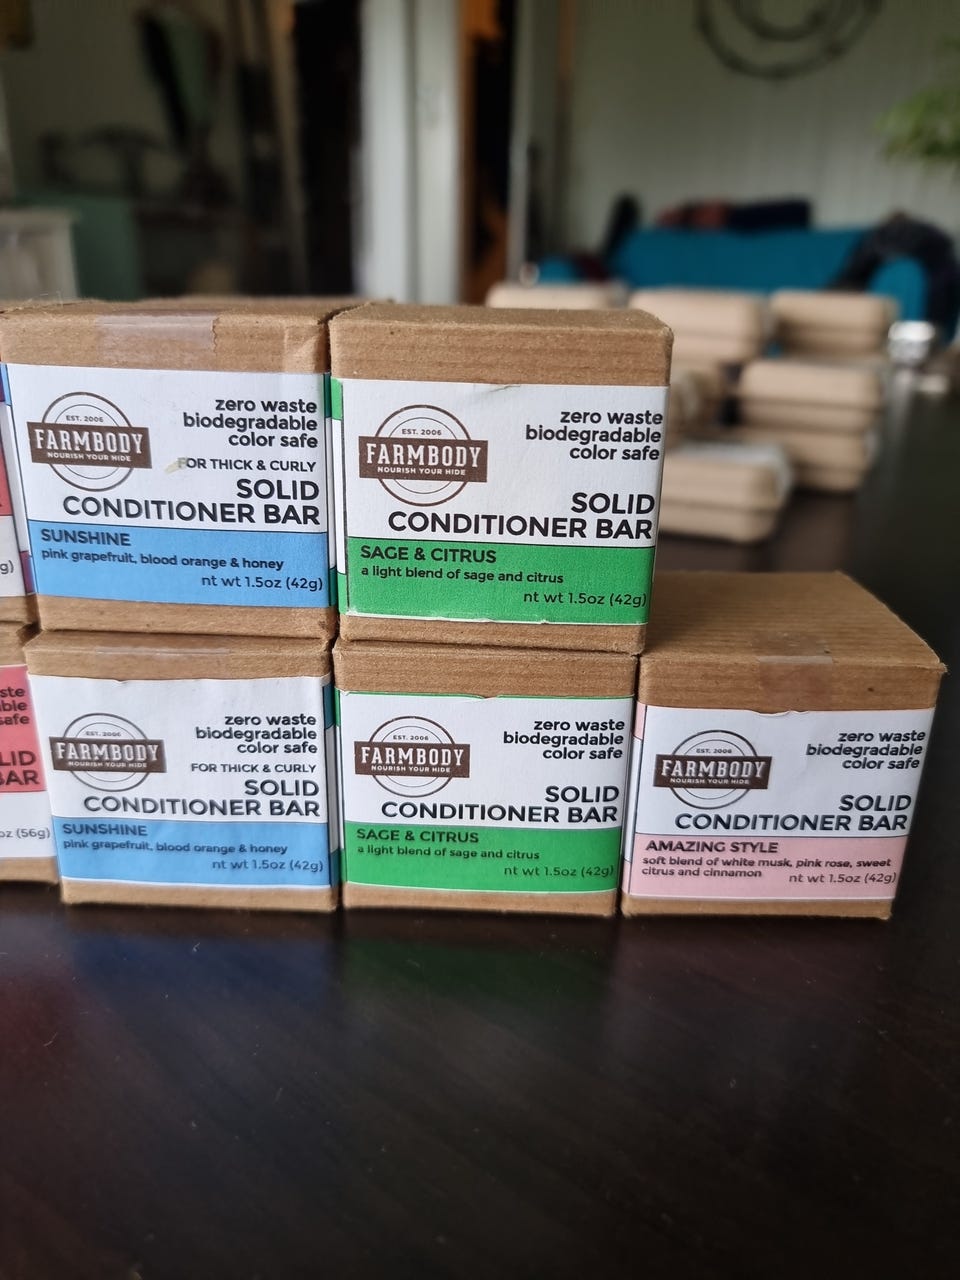 g)
EST. 2006
FARMBODY
NOURISH YOUR HIDE
zero waste
biodegradable
color safe
FOR THICK & CURLY
SOLID
CONDITIONER BAR
SUNSHINE
pink grapefruit, blood orange & honey
nt wt 1.5oz (42g)
EST. 2006
FARMBODY
NOURISH YOUR HIDE
zero waste
biodegradable
color safe
SOLID
CONDITIONER BAR
SAGE & CITRUS
a light blend of sage and citrus
nt wt 1.5oz (42g)
ste
ble
safe
LID
BAR
oz (56g)
EST. 2006
FARMBODY
NOURISH YOUR HIDE
zero waste
biodegradable
color safe
FOR THICK & CURLY
SOLID
CONDITIONER BAR
SUNSHINE
pink grapefruit, blood orange & honey
nt wt 1.5oz (42g)
EST. 2006
FARMBODY
NOURISH YOUR HIDE
zero waste
biodegradable
color safe
SOLID
CONDITIONER BAR
SAGE & CITRUS
a light blend of sage and citrus
nt wt 1.5oz (42g)
EST. 2006
FARMBODY
NOURISH YOUR HIDE
zero waste
biodegradable
color safe
SOLID
CONDITIONER BAR
AMAZING STYLE
soft blend of white musk, pink rose, sweet
citrus and cinnamon
nt wt 1.5oz (42g)